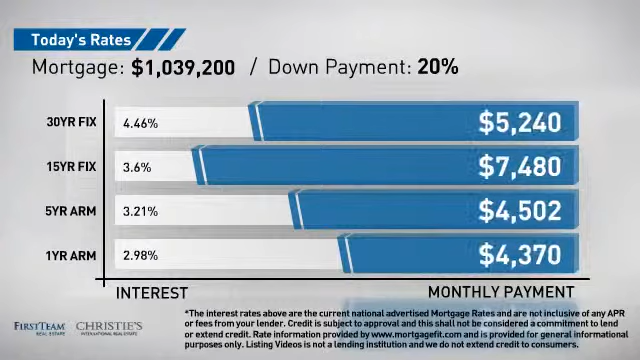 Today's Rates
Mortgage: $1,039,200 / Down Payment: 20%
30YR FIX 4.46% $5,240
15YR FIX 3.6% $7,480
5YR ARM 3.21% $4,502
1YR ARM 2.98% $4,370
INTEREST MONTHLY PAYMENT
*The interest rates above are the current national advertised Mortgage Rates and are not inclusive of any APR
or fees from your lender. Credit is subject to approval and this shall not be considered a commitment to lend
or extend credit. Rate information provided by www.mortgagefit.com and is provided for general informational
purposes only. Listing Videos is not a lending institution and we do not extend credit to consumers.
FIRSTTEAM
REAL ESTATE
CHRISTIE'S
INTERNATIONAL REAL ESTATE